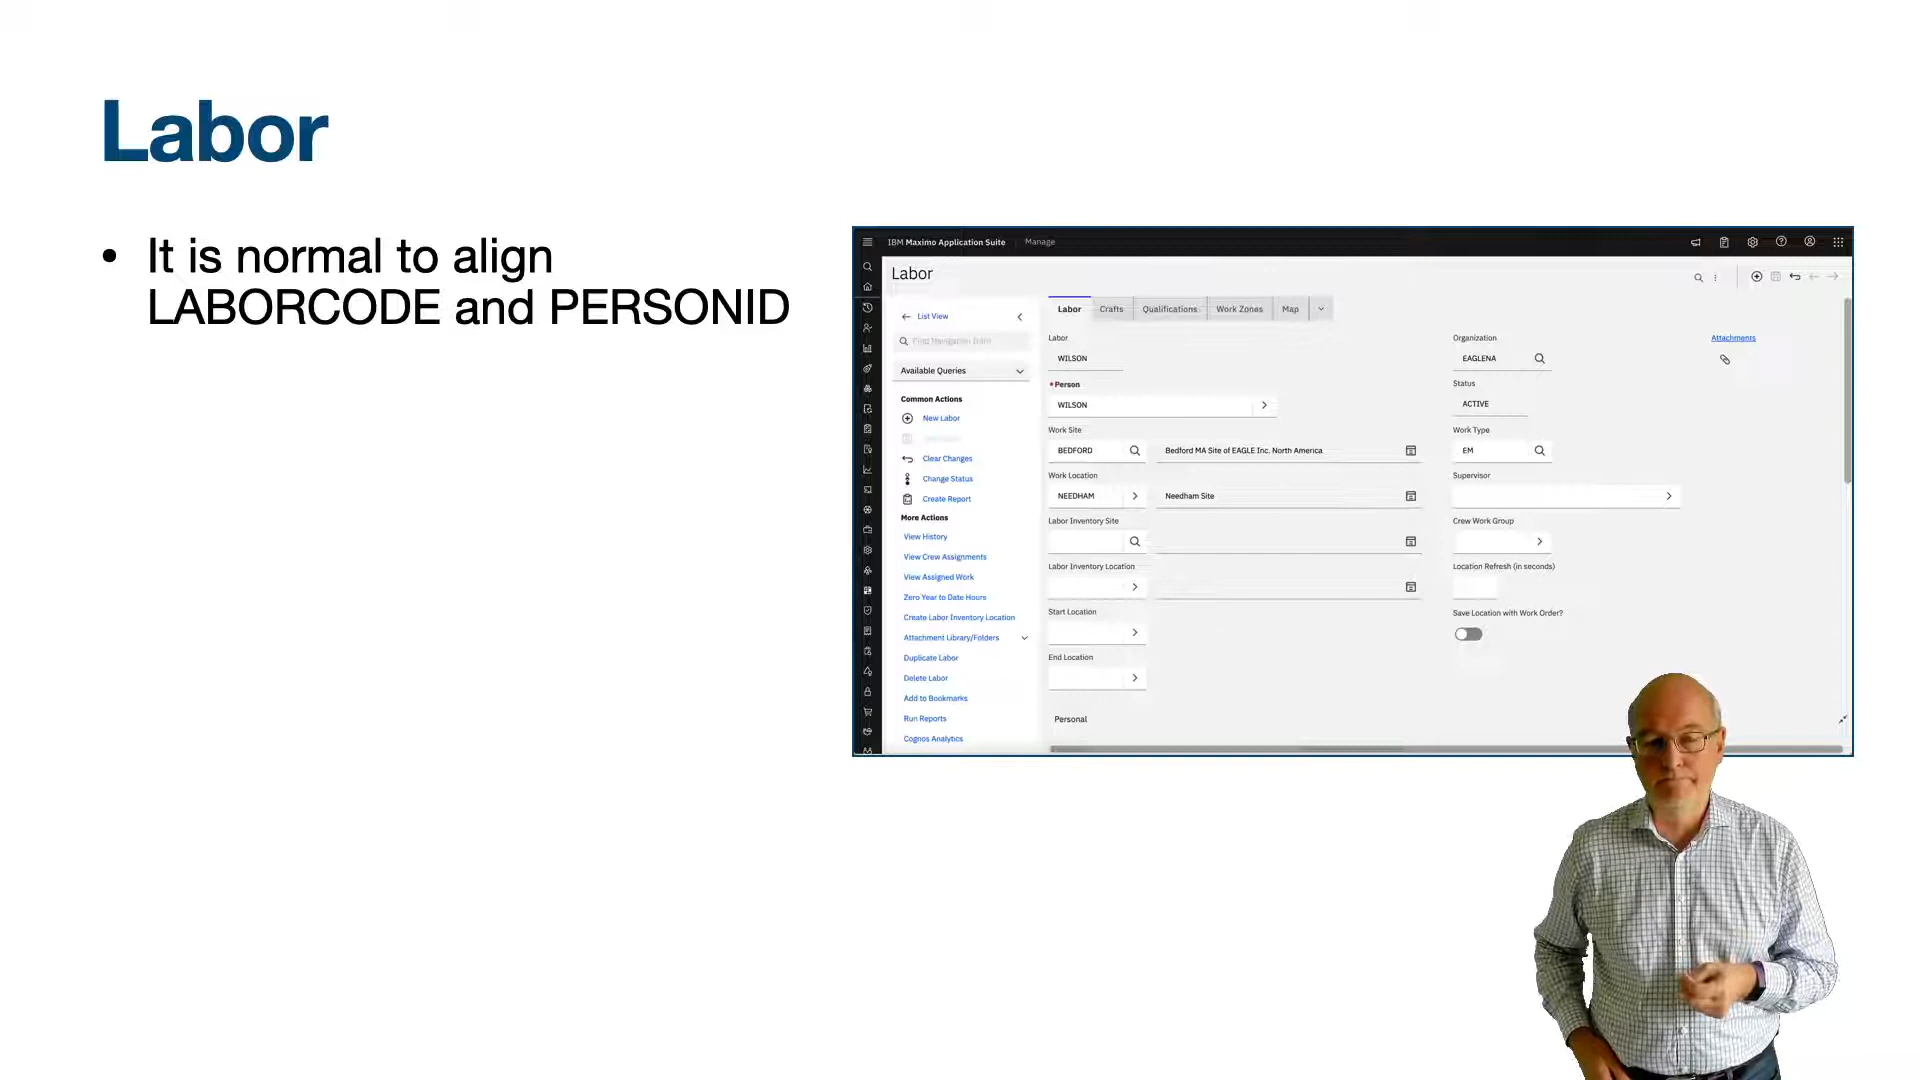 Labor
• It is normal to align
LABORCODE and PERSONID
IBM Maximo Application Suite
Manage
Labor
List View
Find Navigation Item
Available Queries
Common Actions
New Labor
Clear Changes
Change Status
Create Report
More Actions
View History
View Crew Assignments
View Assigned Work
Zero Year to Date Hours
Create Labor Inventory Location
Attachment Library/Folders
Duplicate Labor
Delete Labor
Add to Bookmarks
Run Reports
Cognos Analytics
Labor Crafts Qualifications Work Zones Map
Labor
WILSON
*Person
WILSON
Work Site
BEDFORD
Bedford MA Site of EAGLE Inc. North America
Work Location
NEEDHAM
Needham Site
Labor Inventory Site
Labor Inventory Location
Start Location
End Location
Personal
Organization
EAGLENA
Status
ACTIVE
Work Type
EM
Supervisor
Crew Work Group
Location Refresh (in seconds)
Save Location with Work Order?
Attachments